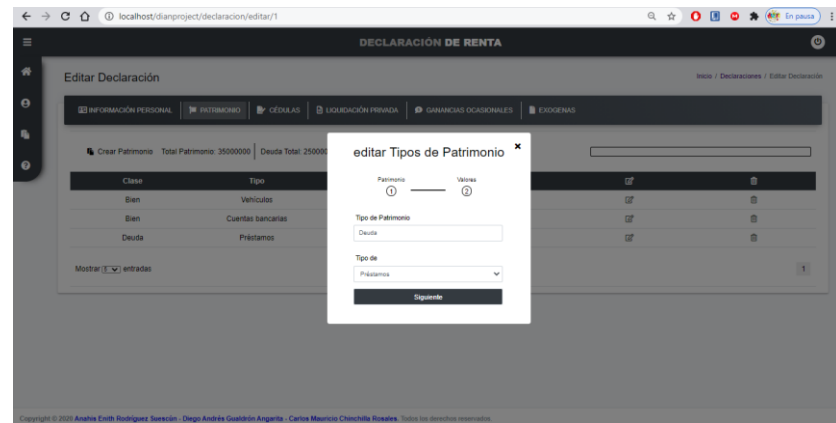 localhost/dianproject/declaracion/editar/1
En pausa
DECLARACIÓN DE RENTA
Editar Declaración
Inicio / Declaraciones / Editar Declaración
INFORMACIÓN PERSONAL PATRIMONIO CÉDULAS LIQUIDACIÓN PRIVADA GANANCIAS OCASIONALES EXOGENAS
Crear Patrimonio Total Patrimonio: 35000000 Deuda Total: 250000
Clase Tipo
Bien Vehículos
Bien Cuentas bancarias
Deuda Préstamos
Mostrar entradas
1
editar Tipos de Patrimonio ×
Patrimonio Valores
1 2
Tipo de Patrimonio
Deuda
Tipo de
Préstamos
Siguiente
Copyright © 2020 Anahis Emith Rodríguez Suescún - Diego Andrés Gualdrón Angarita - Carlos Mauricio Chinchilla Rosales. Todos los derechos reservados.